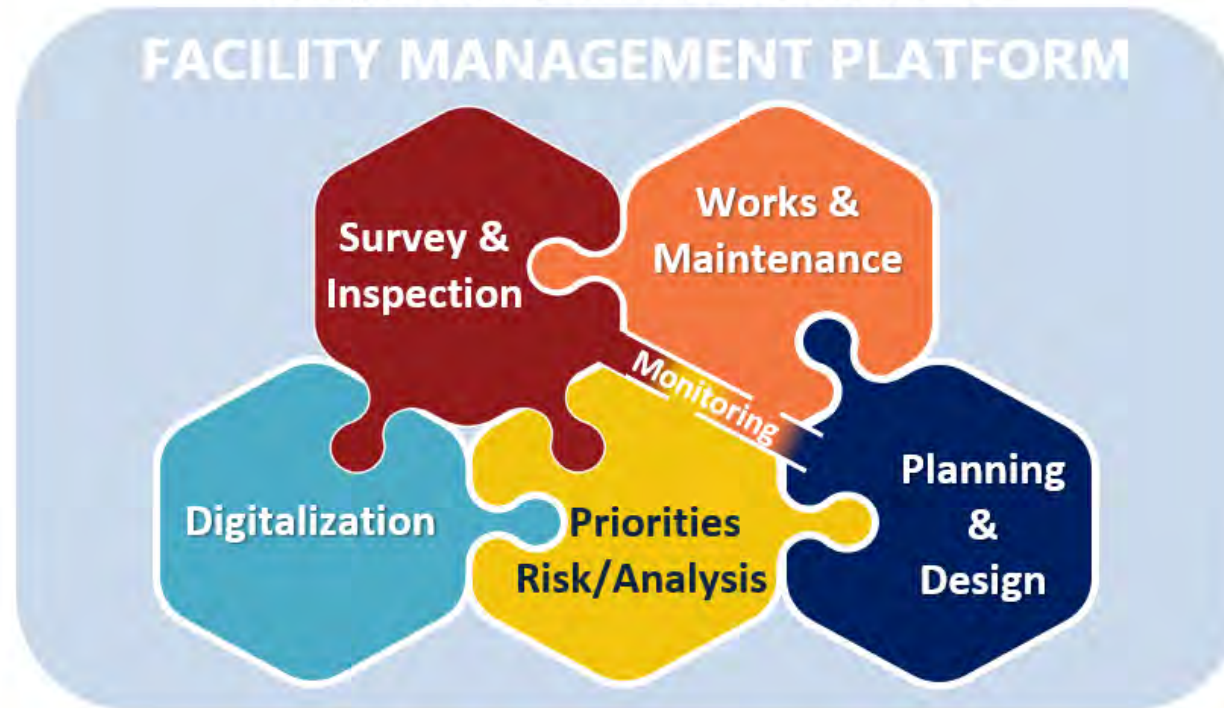 FACILITY MANAGEMENT PLATFORM
Survey &
Inspection
Works &
Maintenance
Monitoring
Digitalization
Priorities
Risk/Analysis
Planning
&
Design